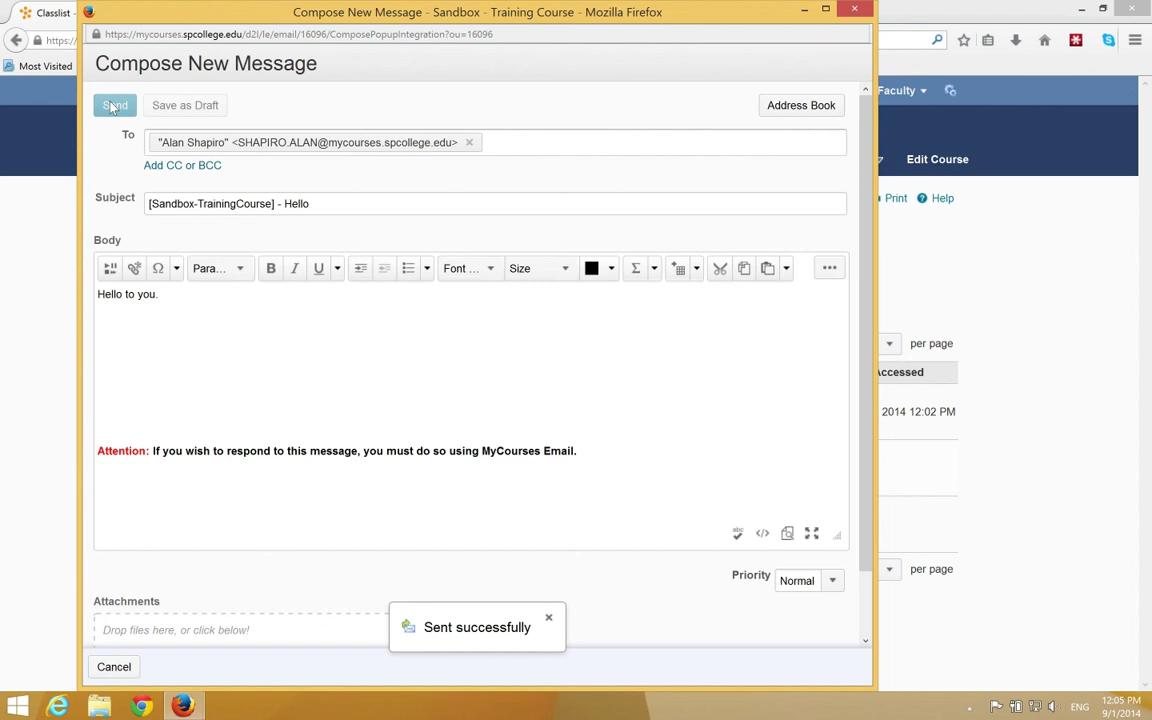 Classlist
Compose New Message - Sandbox - Training Course - Mozilla Firefox
https://mycourses.spcollege.edu/d2l/le/email/16096/ComposePopupIntegration?ou=16096
https:/
Most Visited
Compose New Message
Faculty
Send
Save as Draft
Address Book
To
"Alan Shapiro" <SHAPIRO.ALAN@mycourses.spcollege.edu>
Add CC or BCC
Edit Course
Subject
[Sandbox-TrainingCourse] - Hello
Print
Help
Body
Para...
B
I
U
Font ...
Size
Hello to you.
per page
Accessed
2014 12:02 PM
Attention: If you wish to respond to this message, you must do so using MyCourses Email.
abc
Priority
Normal
per page
Attachments
Drop files here, or click below!
Sent successfully
Cancel
ENG
12:05 PM
9/1/2014